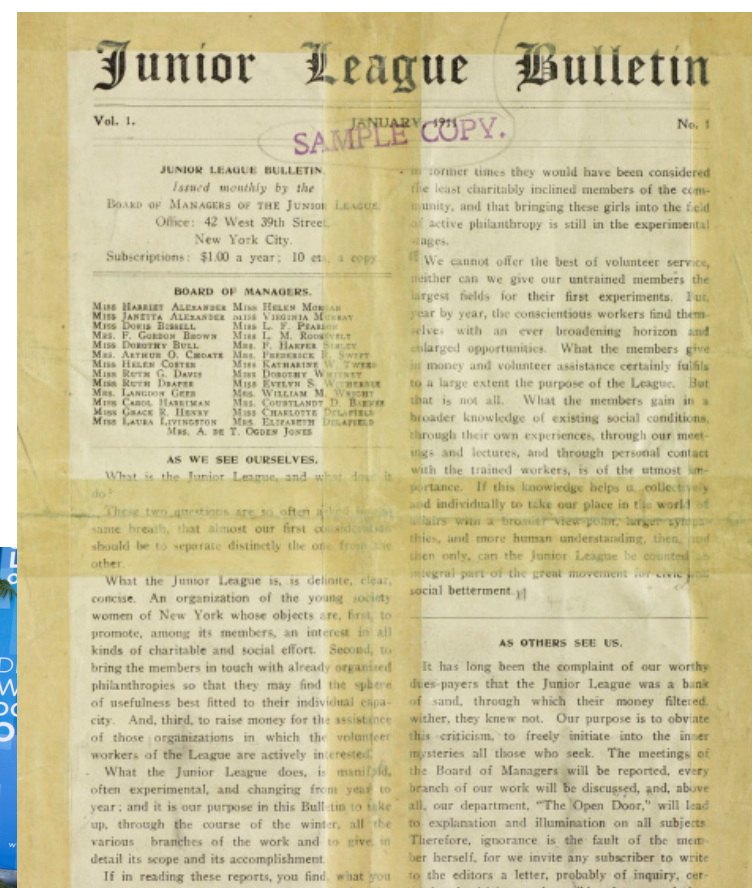 Junior League Bulletin
Vol. 1.
JANUARY, 1911
No. 1
SAMPLE COPY.
JUNIOR LEAGUE BULLETIN.
Issued monthly by the
BOARD OF MANAGERS OF THE JUNIOR LEAGUE.
Office: 42 West 39th Street,
New York City.
Subscriptions: $1.00 a year; 10 cts. a copy
BOARD OF MANAGERS.
MISS HARRIET ALEXANDER MISS HELEN MORGAN
MISS JANETTA ALEXANDER MISS VIRGINIA MURRAY
MISS DORIS BISSELL MISS L. F. PEARSON
MRS. F. GORDON BROWN MISS L. M. ROOSEVELT
MISS DOROTHY BULL MRS. F. HARPER SIBLEY
MRS. ARTHUR O. CHOATE MRS. FREDERICK SWIFT
MISS HELEN COSTER MISS KATHARINE TWEED
MISS RUTH G. DAVIS MISS DOROTHY WHITNEY
MISS RUTH DRAPER MISS EVELYN S.
MRS. LANGDON GEER MRS. WILLIAM M. WRIGHT
MISS CAROL HARRIMAN MRS. COURTLANDT D. BARNES
MISS GRACE R. HENRY MISS CHARLOTTE DELAFIELD
MISS LAURA LIVINGSTON MISS ELIZABETH DELAFIELD
MRS. A. DE T. OGDEN JONES
AS WE SEE OURSELVES.
What is the Junior League, and what does it
do?
These two questions are so often asked
same breath, that almost our first consideration
should be to separate distinctly the one from the
other.
What the Junior League is, is definite, clear,
concise. An organization of the young society
women of New York whose objects are, first, to
promote, among its members, an interest in all
kinds of charitable and social effort. Second, to
bring the members in touch with already organized
philanthropies so that they may find the sphere
of usefulness best fitted to their individual capa-
city. And, third, to raise money for the assistance
of those organizations in which the volunteer
workers of the League are actively interested.
What the Junior League does, is manifold,
often experimental, and changing from year to
year; and it is our purpose in this Bulletin to take
up, through the course of the winter, all the
various branches of the work and to give in
detail its scope and its accomplishment.
If in reading these reports, you find, what you
in former times they would have been considered
the least charitably inclined members of the com-
munity, and that bringing these girls into the field
of active philanthropy is still in the experimental
stages.
We cannot offer the best of volunteer service,
neither can we give our untrained members the
largest fields for their first experiments. But,
year by year, the conscientious workers find them-
selves with an ever broadening horizon and
enlarged opportunities. What the members give
in money and volunteer assistance certainly fulfils
to a large extent the purpose of the League. But
that is not all. What the members gain in a
broader knowledge of existing social conditions,
through their own experiences, through our meet-
ings and lectures, and through personal contact
with the trained workers, is of the utmost im-
portance. If this knowledge helps us collectively
and individually to take our place in the world of
affairs with a broader view-point, larger sympa-
thies, and more human understanding, then, and
then only, can the Junior League be counted an
integral part of the great movement for civic and
social betterment.
AS OTHERS SEE US.
It has long been the complaint of our worthy
dues-payers that the Junior League was a bank
of sand, through which their money filtered,
wither, they knew not. Our purpose is to obviate
this criticism, to freely initiate into the inner
mysteries all those who seek. The meetings of
the Board of Managers will be reported, every
branch of our work will be discussed, and, above
all, our department, "The Open Door," will lead
to explanation and illumination on all subjects.
Therefore, ignorance is the fault of the mem-
ber herself, for we invite any subscriber to write
to the editors a letter, probably of inquiry, cer-